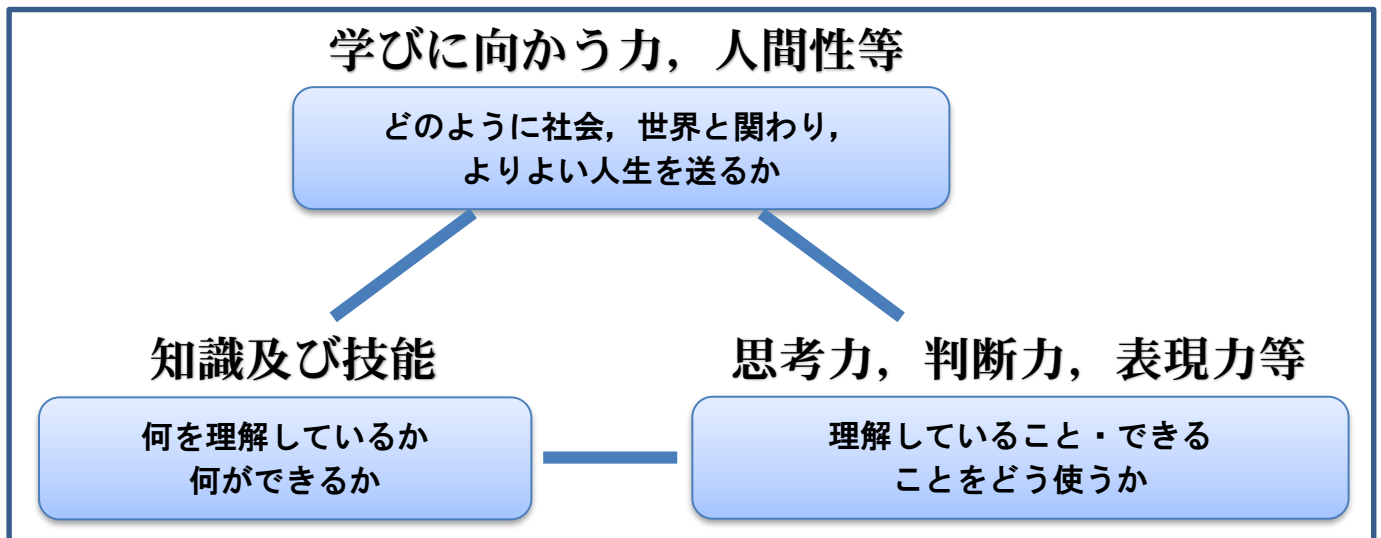 学びに向かう力，人間性等
どのように社会，世界と関わり，
よりよい人生を送るか
知識及び技能
何を理解しているか
何ができるか
思考力，判断力，表現力等
理解していること・できる
ことをどう使うか